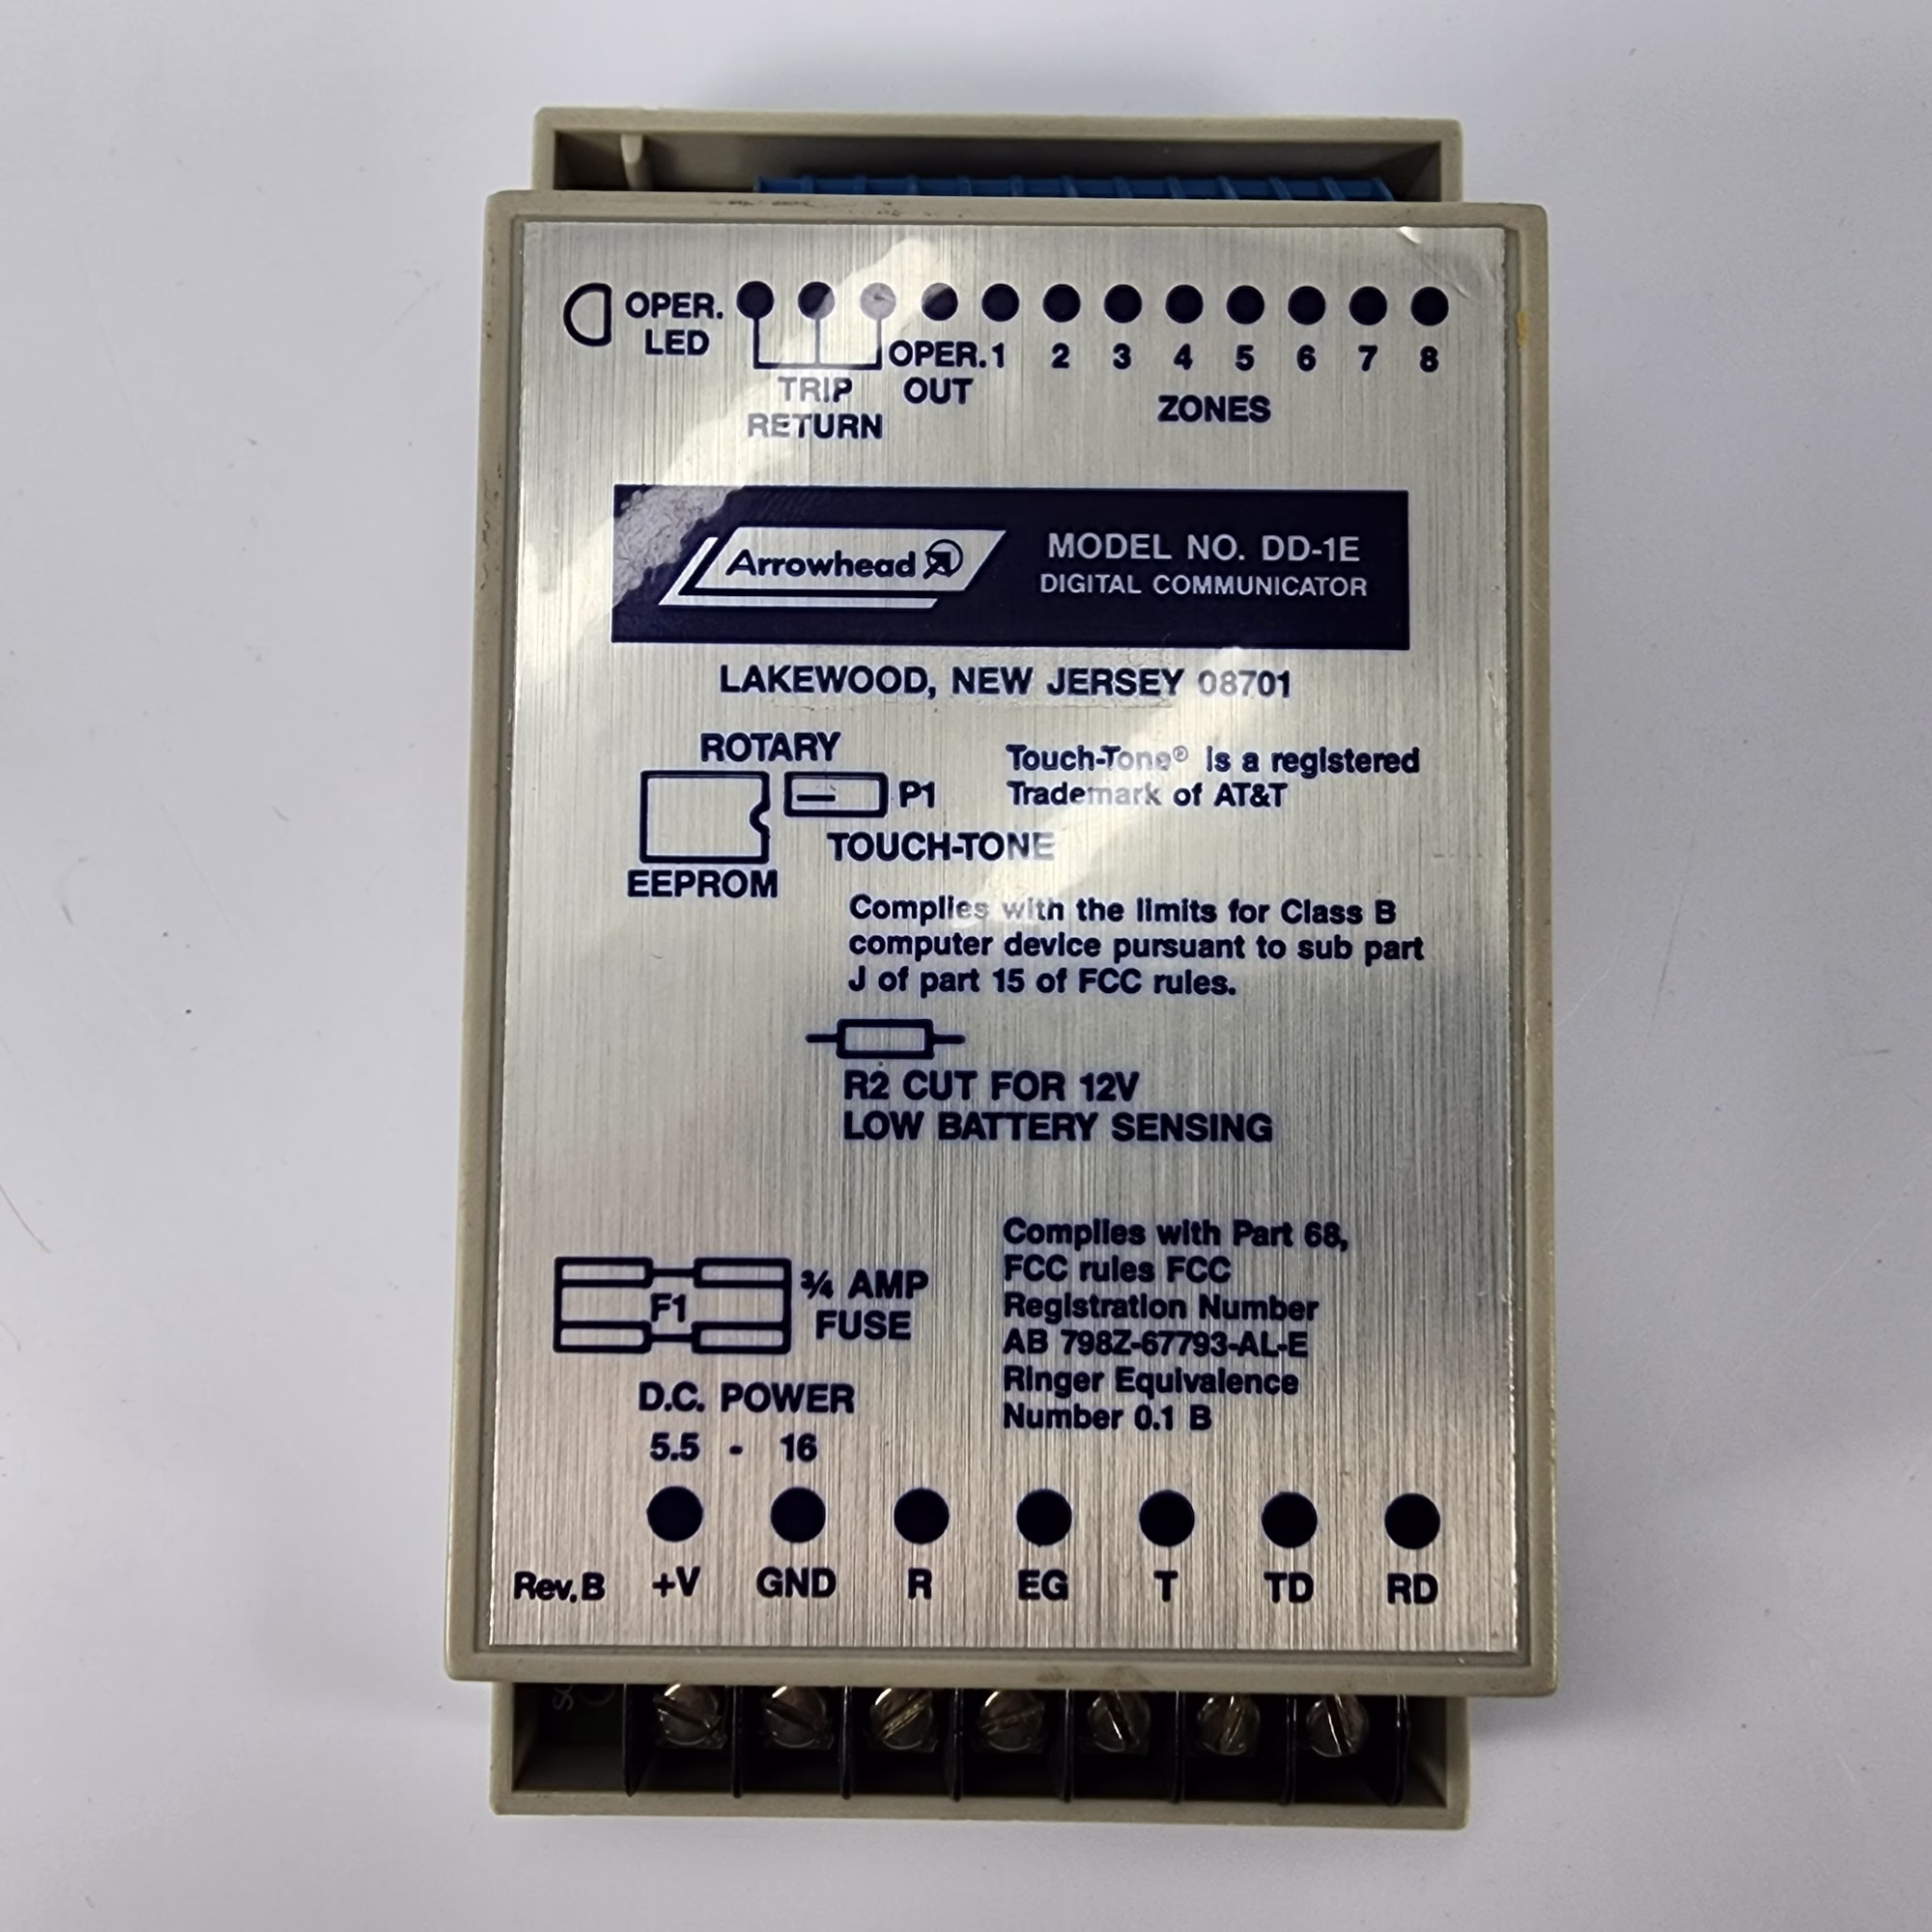 OPER.
LED
TRIP
RETURN
OPER.
OUT
1 2 3 4 5 6 7 8
ZONES
Arrowhead
MODEL NO. DD-1E
DIGITAL COMMUNICATOR
LAKEWOOD, NEW JERSEY 08701
ROTARY
P1
TOUCH-TONE
EEPROM
Touch-Tone® is a registered
Trademark of AT&T
Complies with the limits for Class B
computer device pursuant to sub part
J of part 15 of FCC rules.
R2 CUT FOR 12V
LOW BATTERY SENSING
F1
¾ AMP
FUSE
Complies with Part 68,
FCC rules FCC
Registration Number
AB 798Z-67793-AL-E
Ringer Equivalence
Number 0.1 B
D.C. POWER
5.5 - 16
Rev.B +V GND R EG T TD RD